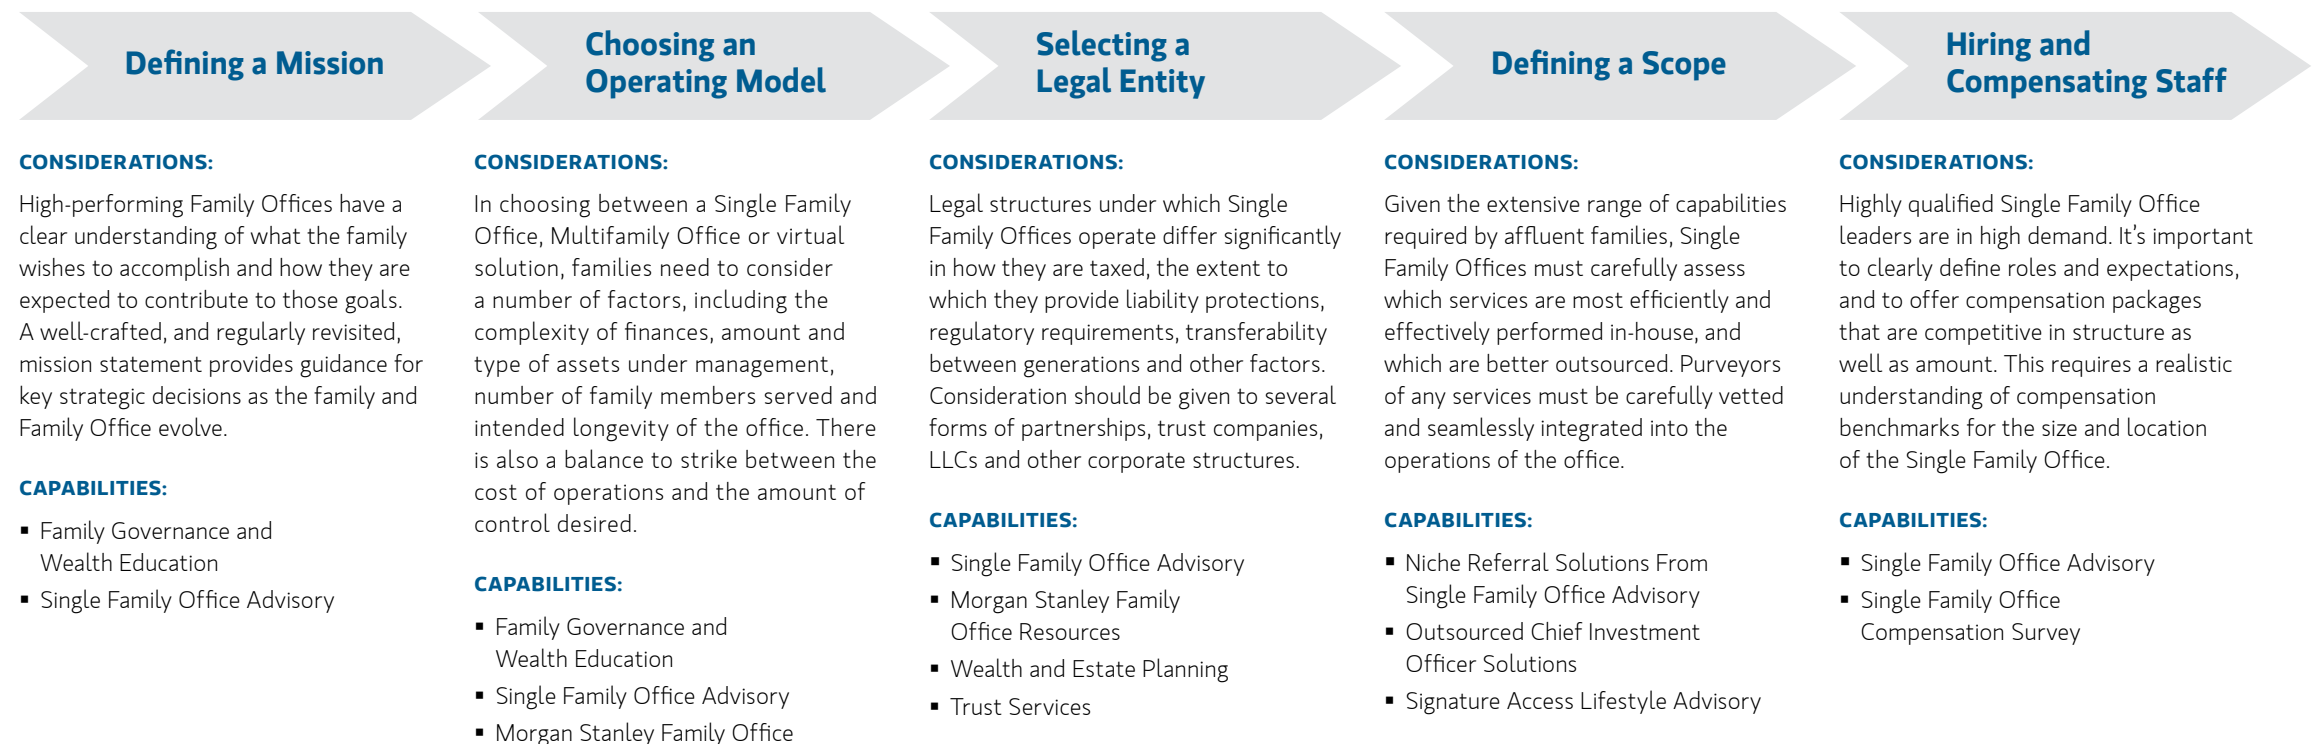 Defining a Mission
CONSIDERATIONS:
High-performing Family Offices have a
clear understanding of what the family
wishes to accomplish and how they are
expected to contribute to those goals.
A well-crafted, and regularly revisited,
mission statement provides guidance for
key strategic decisions as the family and
Family Office evolve.
CAPABILITIES:
▪ Family Governance and
Wealth Education
▪ Single Family Office Advisory
Choosing an
Operating Model
CONSIDERATIONS:
In choosing between a Single Family
Office, Multifamily Office or virtual
solution, families need to consider
a number of factors, including the
complexity of finances, amount and
type of assets under management,
number of family members served and
intended longevity of the office. There
is also a balance to strike between the
cost of operations and the amount of
control desired.
CAPABILITIES:
▪ Family Governance and
Wealth Education
▪ Single Family Office Advisory
▪ Morgan Stanley Family Office
Selecting a
Legal Entity
CONSIDERATIONS:
Legal structures under which Single
Family Offices operate differ significantly
in how they are taxed, the extent to
which they provide liability protections,
regulatory requirements, transferability
between generations and other factors.
Consideration should be given to several
forms of partnerships, trust companies,
LLCs and other corporate structures.
CAPABILITIES:
▪ Single Family Office Advisory
▪ Morgan Stanley Family
Office Resources
▪ Wealth and Estate Planning
▪ Trust Services
Defining a Scope
CONSIDERATIONS:
Given the extensive range of capabilities
required by affluent families, Single
Family Offices must carefully assess
which services are most efficiently and
effectively performed in-house, and
which are better outsourced. Purveyors
of any services must be carefully vetted
and seamlessly integrated into the
operations of the office.
CAPABILITIES:
▪ Niche Referral Solutions From
Single Family Office Advisory
▪ Outsourced Chief Investment
Officer Solutions
▪ Signature Access Lifestyle Advisory
Hiring and
Compensating Staff
CONSIDERATIONS:
Highly qualified Single Family Office
leaders are in high demand. It’s important
to clearly define roles and expectations,
and to offer compensation packages
that are competitive in structure as
well as amount. This requires a realistic
understanding of compensation
benchmarks for the size and location
of the Single Family Office.
CAPABILITIES:
▪ Single Family Office Advisory
▪ Single Family Office
Compensation Survey